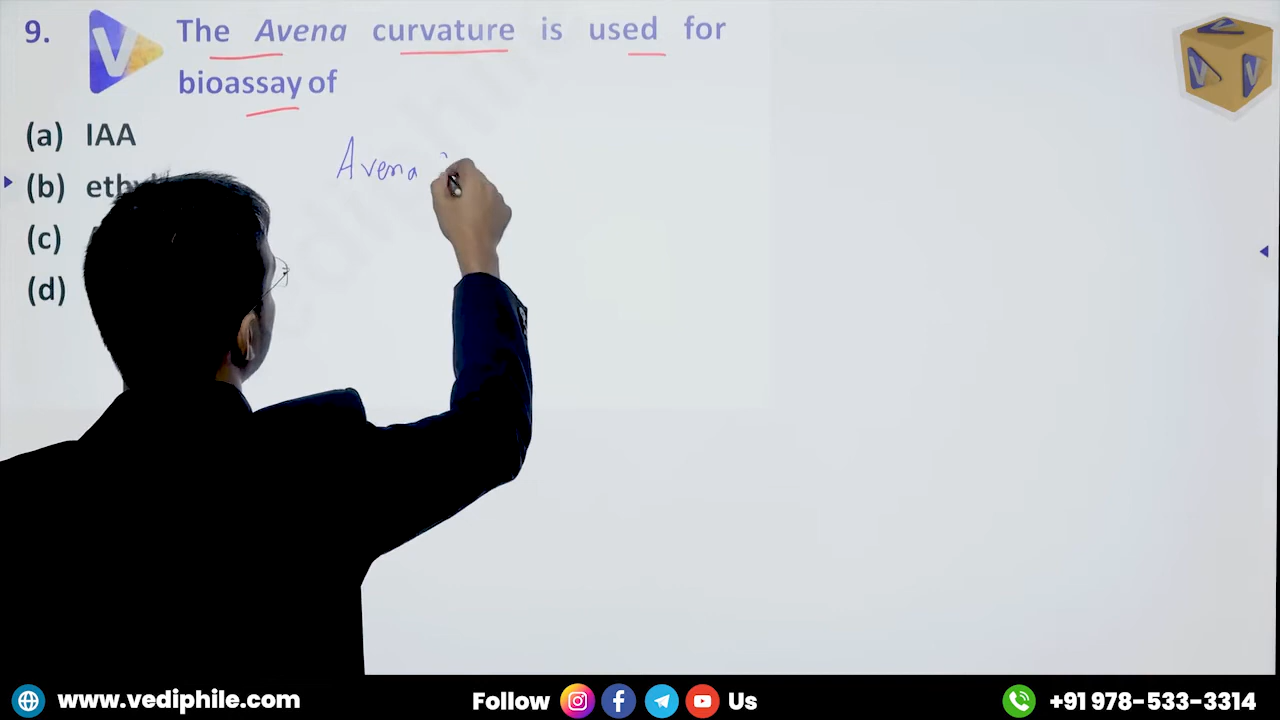 9. The Avena curvature is used for
bioassay of
(a) IAA
(b)
(c)
(d)
Avena
www.vediphile.com
Follow Us
+91 978-533-3314